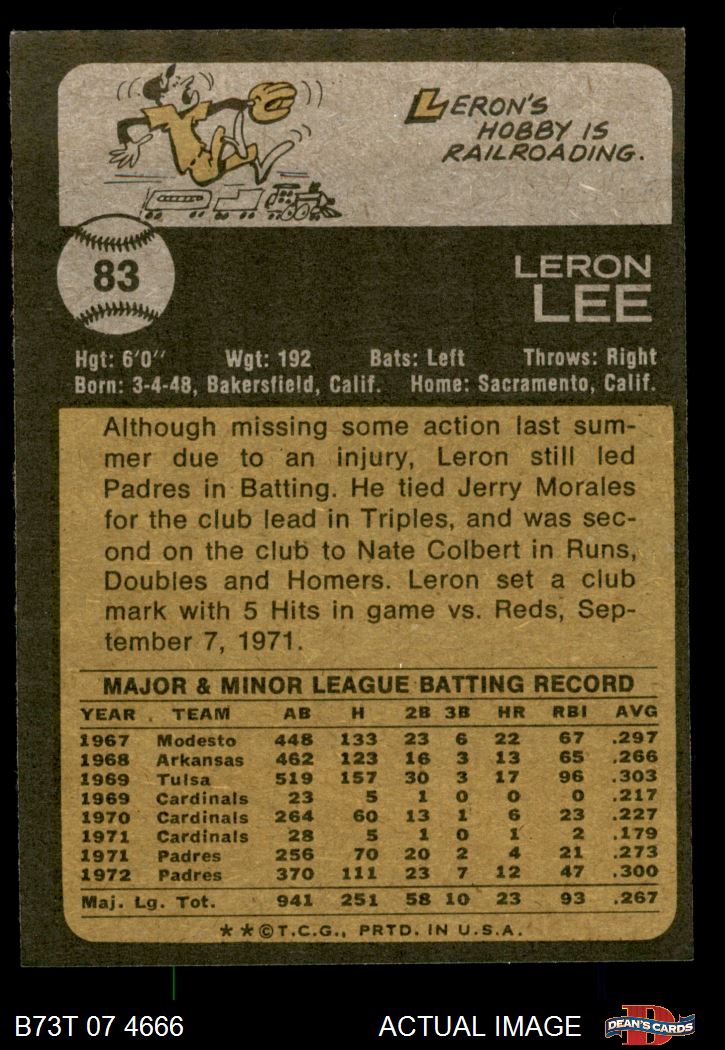 LERON'S
HOBBY IS
RAILROADING.
83
LERON
LEE
Hgt: 6'0" Wgt: 192 Bats: Left Throws: Right
Born: 3-4-48, Bakersfield, Calif. Home: Sacramento, Calif.
Although missing some action last sum-
mer due to an injury, Leron still led
Padres in Batting. He tied Jerry Morales
for the club lead in Triples, and was sec-
ond on the club to Nate Colbert in Runs,
Doubles and Homers. Leron set a club
mark with 5 Hits in game vs. Reds, Sep-
tember 7, 1971.
MAJOR & MINOR LEAGUE BATTING RECORD
YEAR TEAM AB H 2B 3B HR RBI AVG
1967 Modesto 448 133 23 6 22 67 .297
1968 Arkansas 462 123 16 3 13 65 .266
1969 Tulsa 519 157 30 3 17 96 .303
1969 Cardinals 23 5 1 0 0 0 .217
1970 Cardinals 264 60 13 1 6 23 .227
1971 Cardinals 28 5 1 0 1 2 .179
1971 Padres 256 70 20 2 4 21 .273
1972 Padres 370 111 23 7 12 47 .300
Maj. Lg. Tot. 941 251 58 10 23 93 .267
* * © T.C.G., PRTD. IN U.S.A.
B73T 07 4666 ACTUAL IMAGE
D
DEAN'S CARDS